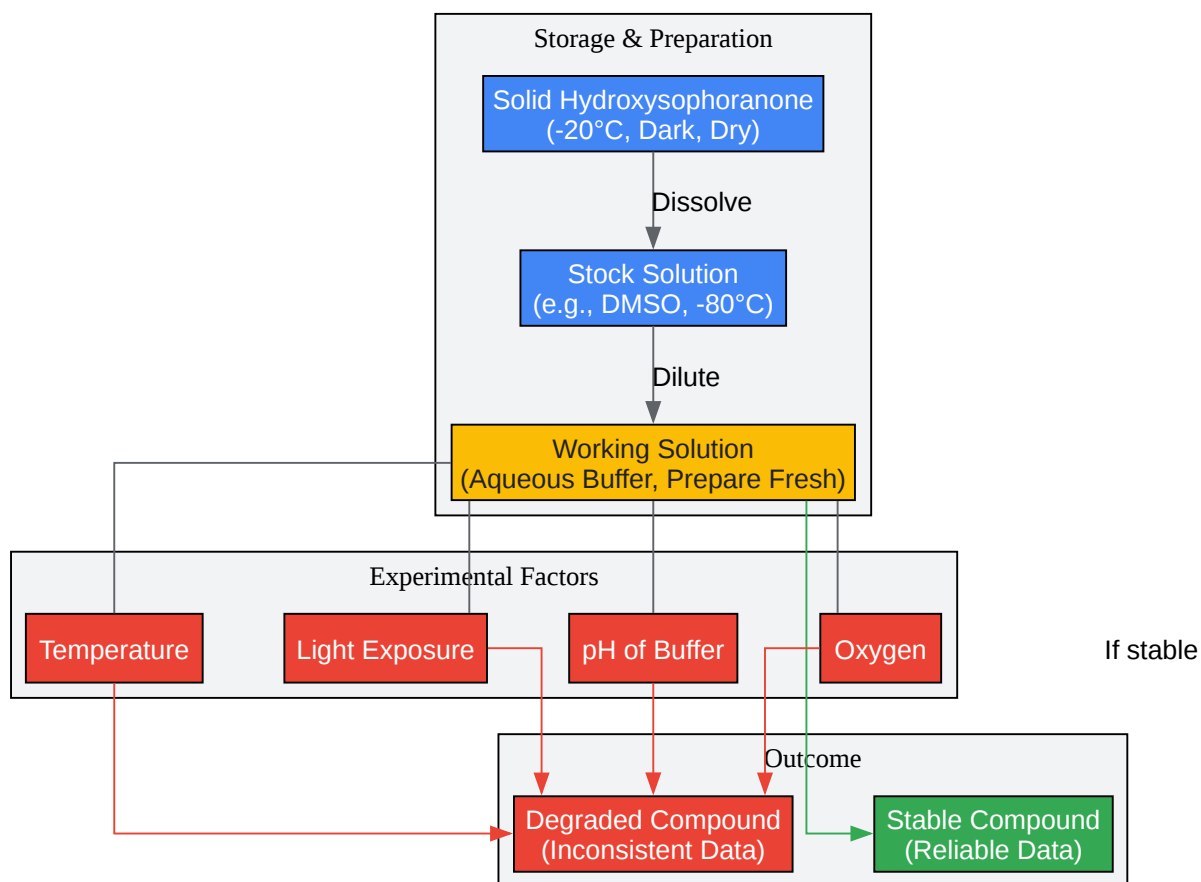 Storage & Preparation
Solid Hydroxysophoranone
(-20°C, Dark, Dry)
Dissolve
Stock Solution
(e.g., DMSO, -80°C)
Dilute
Working Solution
(Aqueous Buffer, Prepare Fresh)
Experimental Factors
Temperature
Light Exposure
pH of Buffer
Oxygen
If stable
Outcome
Degraded Compound
(Inconsistent Data)
Stable Compound
(Reliable Data)